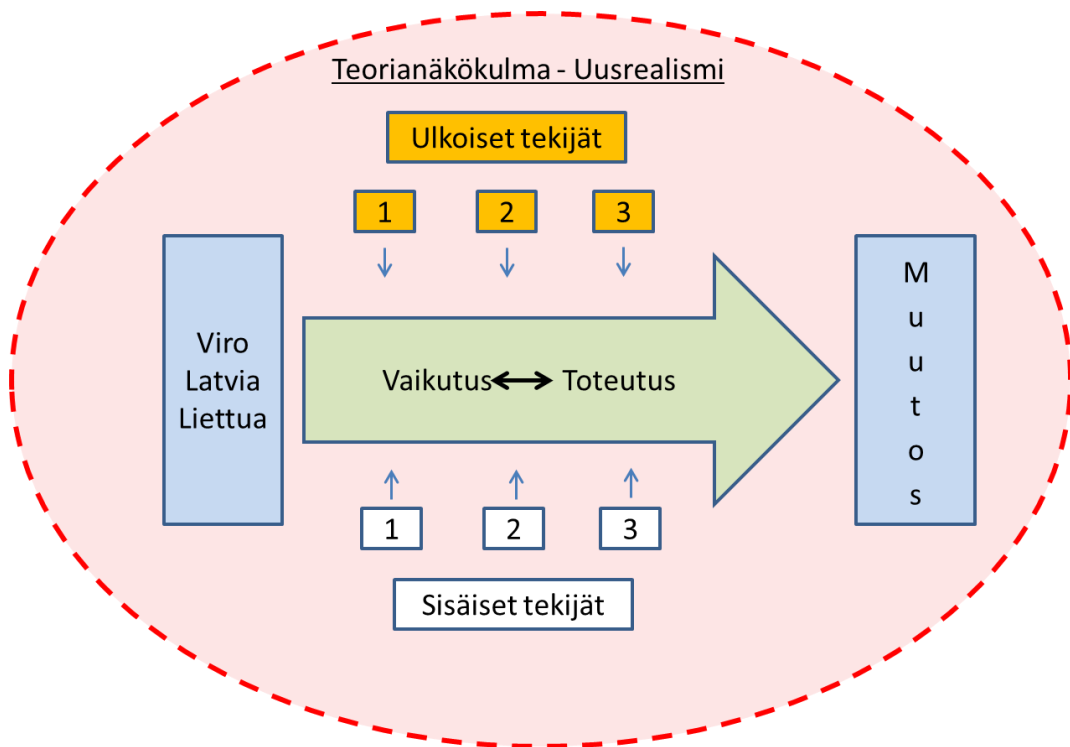 Teorianäkökulma - Uusrealismi
Ulkoiset tekijät
1 2 3
Viro
Latvia
Liettua
Vaikutus Toteutus
M
u
u
t
o
s
1 2 3
Sisäiset tekijät